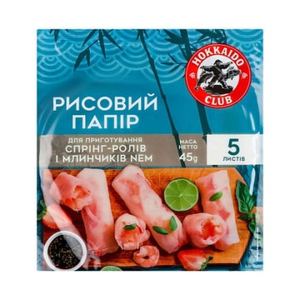 HOKKAIDO
CLUB
РИСОВИЙ
ПАПІР
ДЛЯ ПРИГОТУВАННЯ
СПРІНГ-РОЛІВ
І МЛИНЧИКІВ NEM
МАСА
НЕТТО
45g
5
ЛИСТІВ